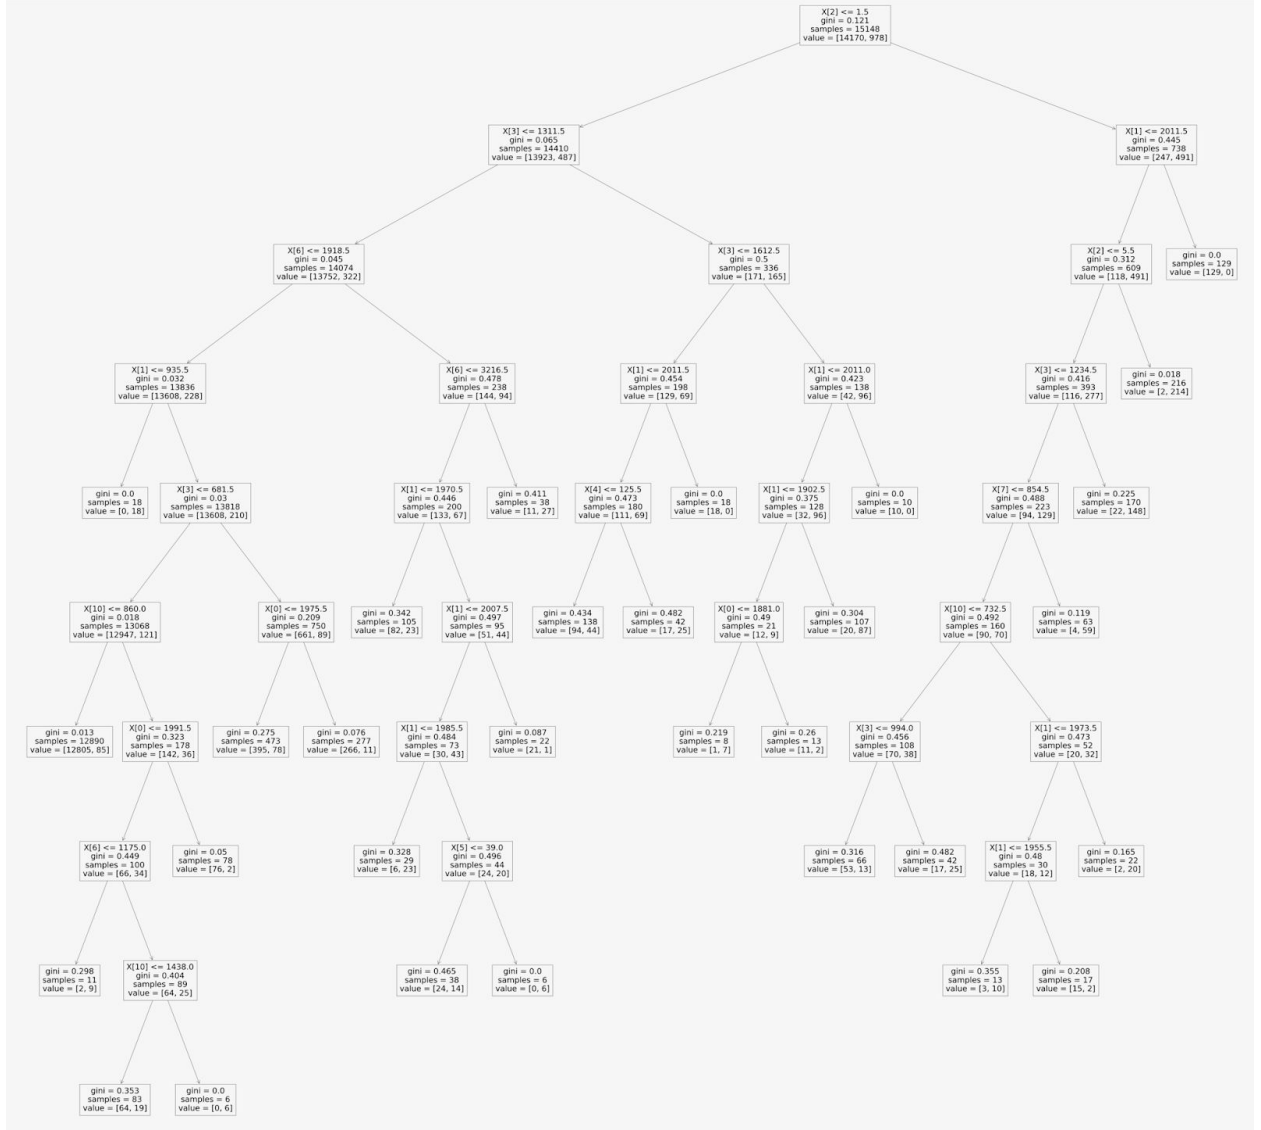 X[2] <= 1.5
gini = 0.121
samples = 15148
value = [14170, 978]
X[3] <= 1311.5
gini = 0.065
samples = 14410
value = [13923, 487]
X[1] <= 2011.5
gini = 0.445
samples = 738
value = [247, 491]
X[6] <= 1918.5
gini = 0.045
samples = 14074
value = [13752, 322]
X[3] <= 1612.5
gini = 0.5
samples = 336
value = [171, 165]
X[2] <= 5.5
gini = 0.312
samples = 609
value = [118, 491]
gini = 0.0
samples = 129
value = [129, 0]
X[1] <= 935.5
gini = 0.032
samples = 13836
value = [13608, 228]
X[6] <= 3216.5
gini = 0.478
samples = 238
value = [144, 94]
X[1] <= 2011.5
gini = 0.454
samples = 198
value = [129, 69]
X[1] <= 2011.0
gini = 0.423
samples = 138
value = [42, 96]
X[3] <= 1234.5
gini = 0.416
samples = 393
value = [116, 277]
gini = 0.018
samples = 216
value = [2, 214]
gini = 0.0
samples = 18
value = [0, 18]
X[3] <= 681.5
gini = 0.03
samples = 13818
value = [13608, 210]
X[1] <= 1970.5
gini = 0.446
samples = 200
value = [133, 67]
gini = 0.411
samples = 38
value = [11, 27]
X[4] <= 125.5
gini = 0.473
samples = 180
value = [111, 69]
gini = 0.0
samples = 18
value = [18, 0]
X[1] <= 1902.5
gini = 0.375
samples = 128
value = [32, 96]
gini = 0.0
samples = 10
value = [10, 0]
X[7] <= 854.5
gini = 0.488
samples = 223
value = [94, 129]
gini = 0.225
samples = 170
value = [22, 148]
X[10] <= 860.0
gini = 0.018
samples = 13068
value = [12947, 121]
X[0] <= 1975.5
gini = 0.209
samples = 750
value = [661, 89]
gini = 0.342
samples = 105
value = [82, 23]
X[1] <= 2007.5
gini = 0.497
samples = 95
value = [51, 44]
gini = 0.434
samples = 138
value = [94, 44]
gini = 0.482
samples = 42
value = [17, 25]
X[0] <= 1881.0
gini = 0.49
samples = 21
value = [12, 9]
gini = 0.304
samples = 107
value = [20, 87]
X[10] <= 732.5
gini = 0.492
samples = 160
value = [90, 70]
gini = 0.119
samples = 63
value = [4, 59]
gini = 0.013
samples = 12890
value = [12805, 85]
X[0] <= 1991.5
gini = 0.323
samples = 178
value = [142, 36]
gini = 0.275
samples = 473
value = [395, 78]
gini = 0.076
samples = 277
value = [266, 11]
X[1] <= 1985.5
gini = 0.484
samples = 73
value = [30, 43]
gini = 0.087
samples = 22
value = [21, 1]
gini = 0.219
samples = 8
value = [1, 7]
gini = 0.26
samples = 13
value = [11, 2]
X[3] <= 994.0
gini = 0.456
samples = 108
value = [70, 38]
X[1] <= 1973.5
gini = 0.473
samples = 52
value = [20, 32]
X[6] <= 1175.0
gini = 0.449
samples = 100
value = [66, 34]
gini = 0.05
samples = 78
value = [76, 2]
gini = 0.328
samples = 29
value = [6, 23]
X[5] <= 39.0
gini = 0.496
samples = 44
value = [24, 20]
gini = 0.316
samples = 66
value = [53, 13]
gini = 0.482
samples = 42
value = [17, 25]
X[1] <= 1955.5
gini = 0.48
samples = 30
value = [18, 12]
gini = 0.165
samples = 22
value = [2, 20]
gini = 0.298
samples = 11
value = [2, 9]
X[10] <= 1438.0
gini = 0.404
samples = 89
value = [64, 25]
gini = 0.465
samples = 38
value = [24, 14]
gini = 0.0
samples = 6
value = [0, 6]
gini = 0.355
samples = 13
value = [3, 10]
gini = 0.208
samples = 17
value = [15, 2]
gini = 0.353
samples = 83
value = [64, 19]
gini = 0.0
samples = 6
value = [0, 6]